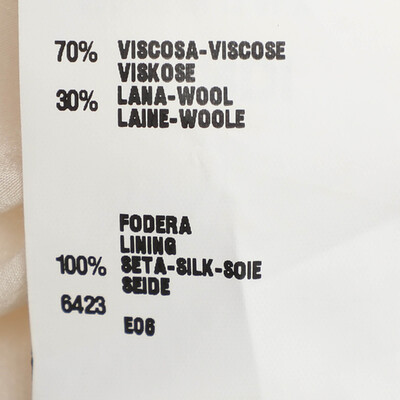 70% VISCOSA-VISCOSE
VISKOSE
30% LANA-WOOL
LAINE-WOOLE
FODERA
LINING
100% SETA-SILK-SOIE
SEIDE
6423
E06